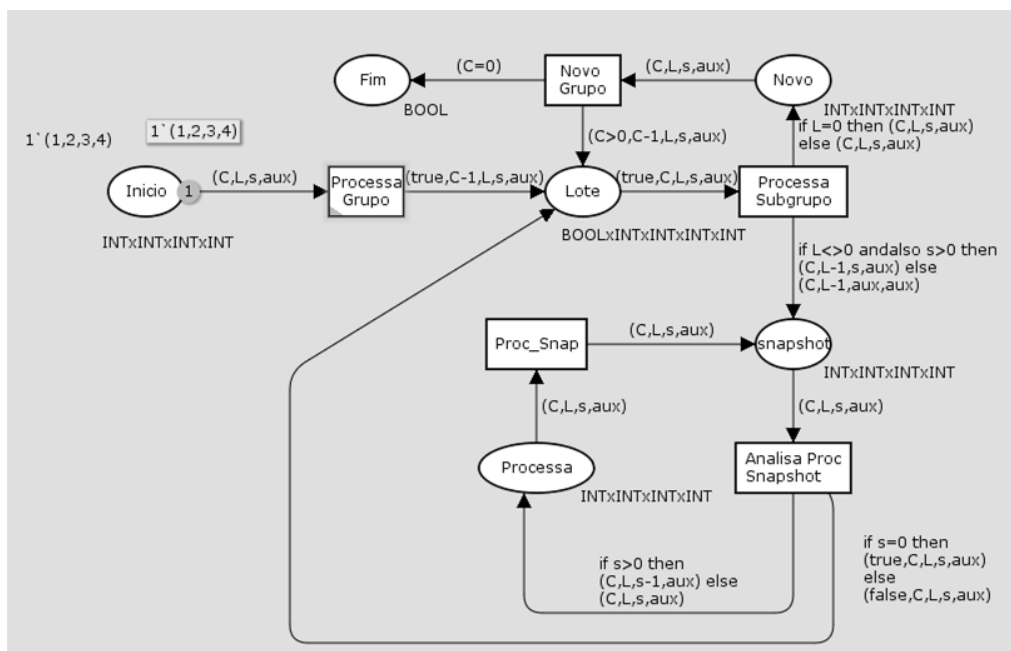 Fim
(C=0)
Novo
Grupo
(C,L,s,aux)
Novo
BOOL
INTxINTxINTxINT
1`(1,2,3,4)
1`(1,2,3,4)
(C>0,C-1,L,s,aux)
if L=0 then (C,L,s,aux)
else (C,L,s,aux)
Inicio
1
(C,L,s,aux)
Processa
Grupo
(true,C-1,L,s,aux)
Lote
(true,C,L,s,aux)
Processa
Subgrupo
INTxINTxINTxINT
BOOLxINTxINTxINTxINT
if L<>0 andalso s>0 then
(C,L-1,s,aux) else
(C,L-1,aux,aux)
Proc_Snap
(C,L,s,aux)
snapshot
INTxINTxINTxINT
(C,L,s,aux)
(C,L,s,aux)
Processa
INTxINTxINTxINT
Analisa Proc
Snapshot
if s>0 then
(C,L,s-1,aux) else
(C,L,s,aux)
if s=0 then
(true,C,L,s,aux)
else
(false,C,L,s,aux)